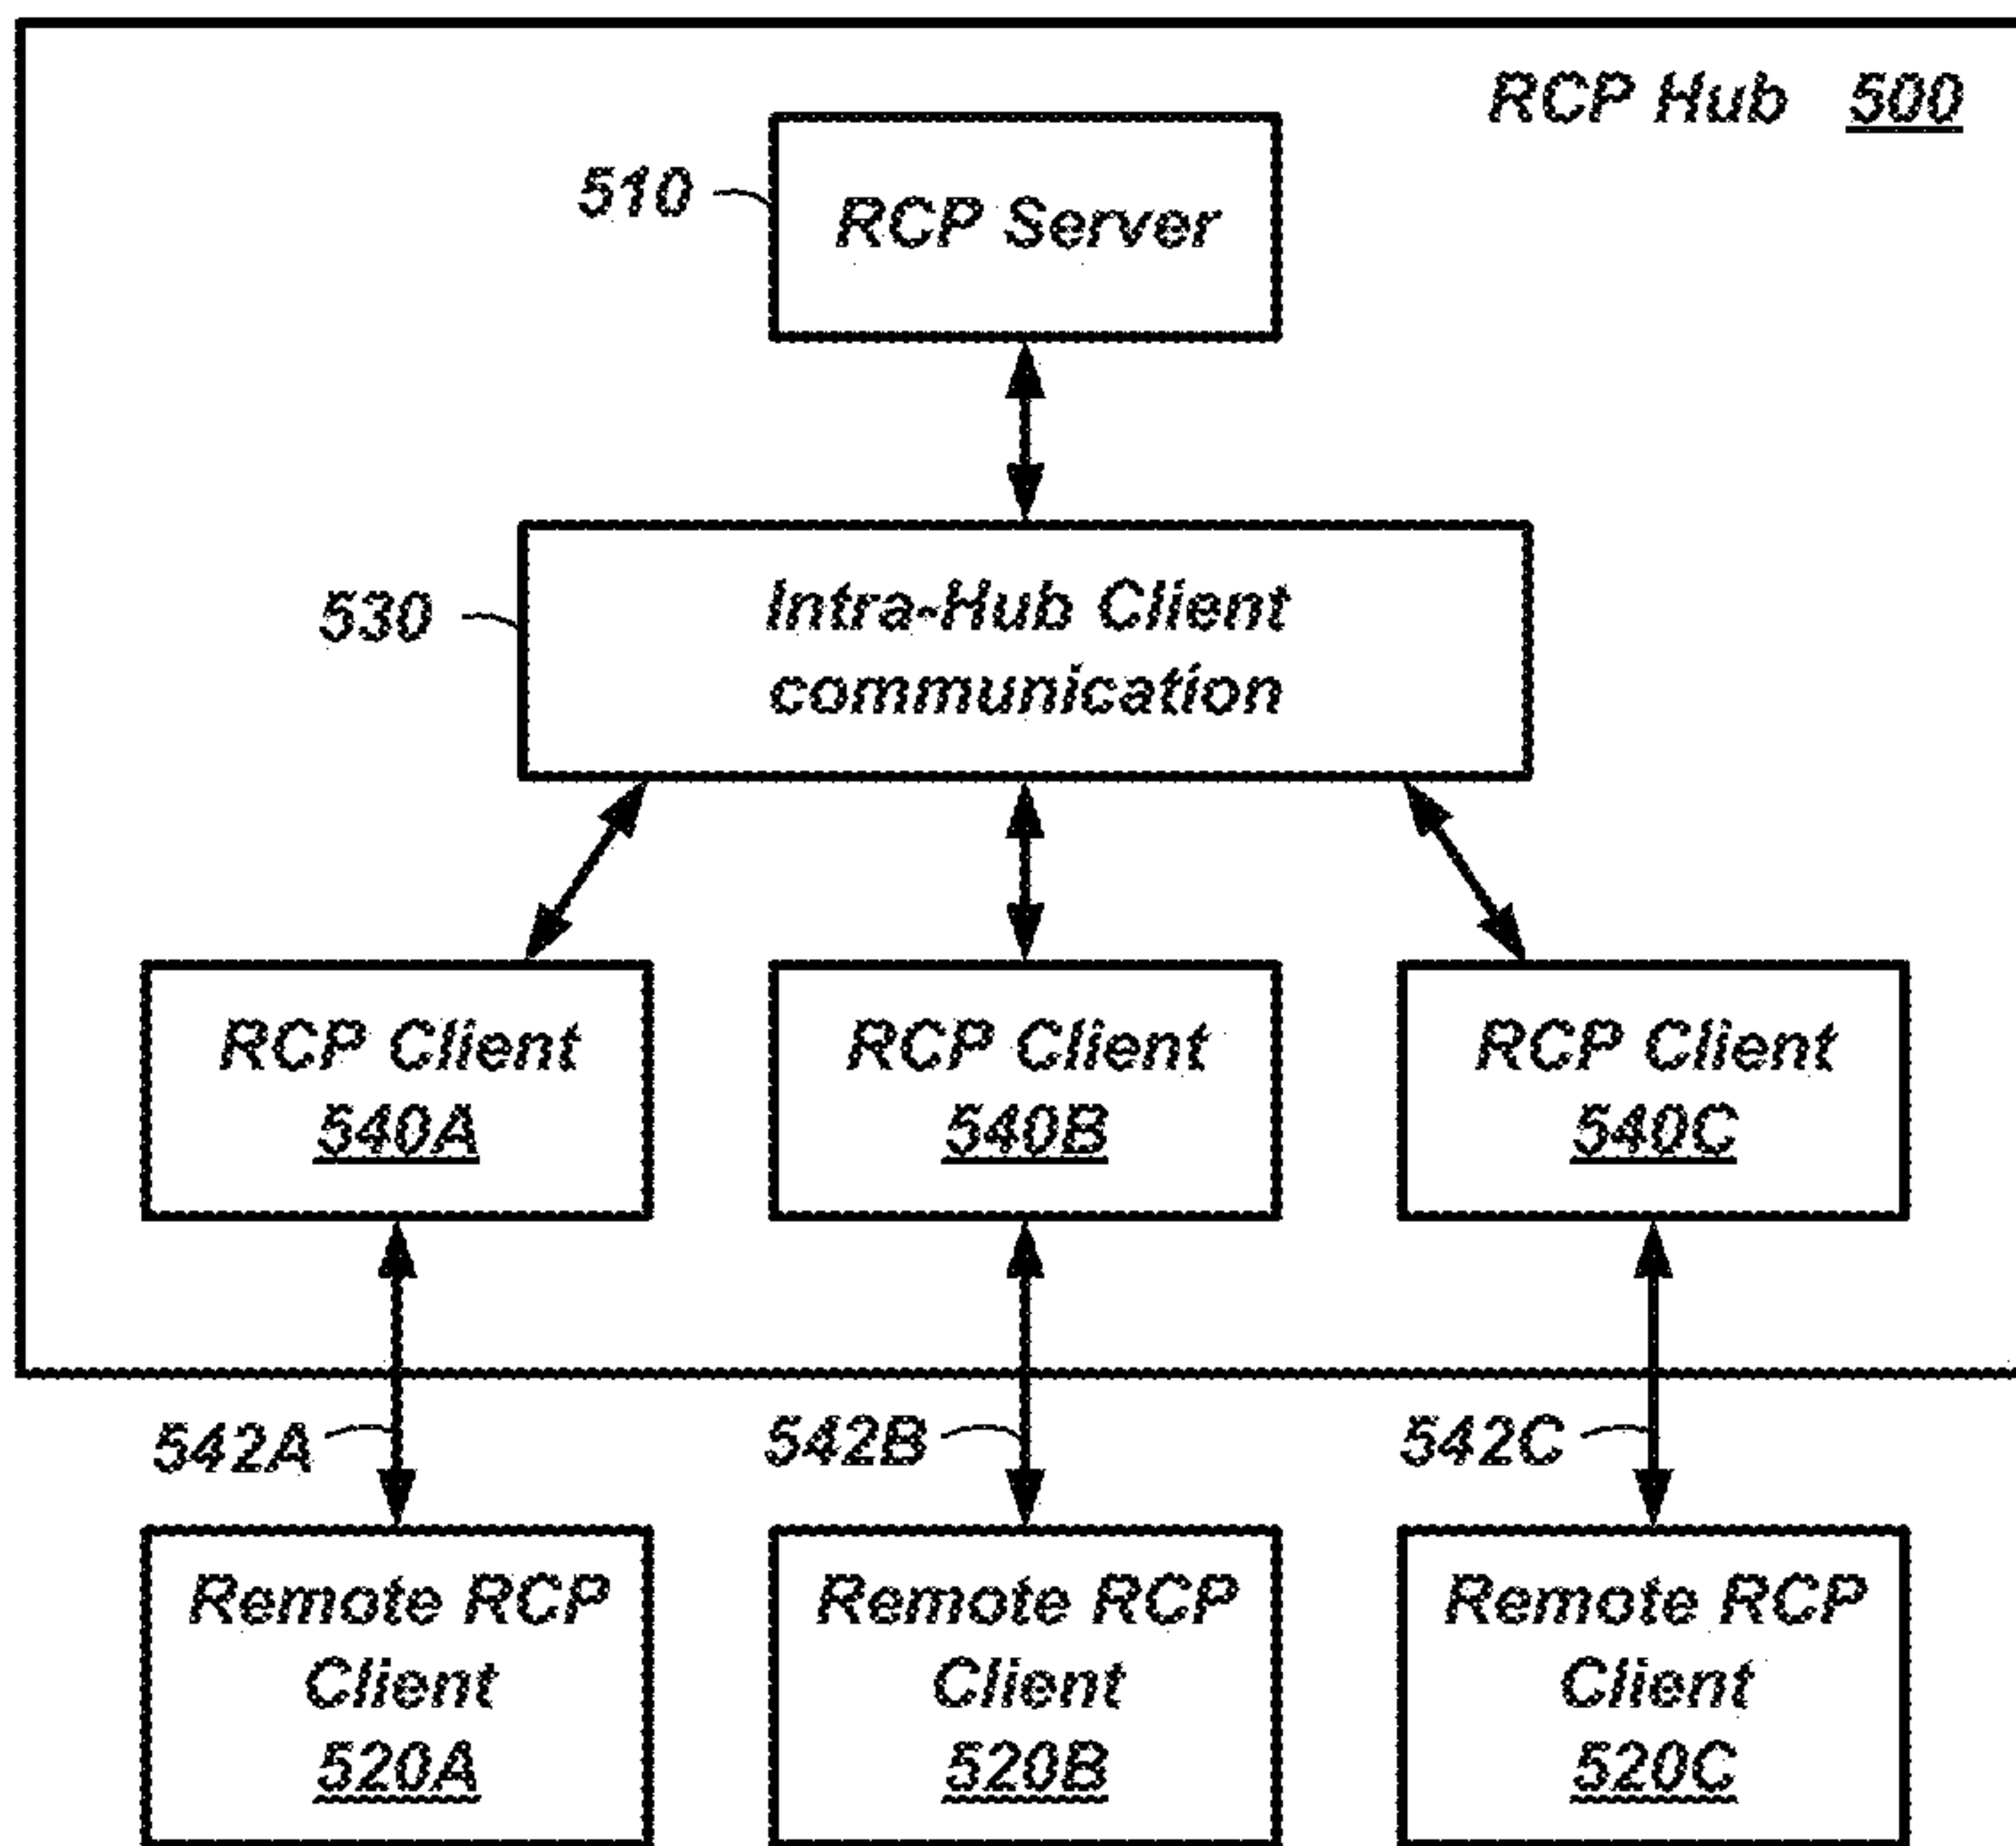 RCP Hub 500
510
RCP Server
530
Intra-Hub Client
communication
RCP Client
540A
RCP Client
540B
RCP Client
540C
542A
542B
542C
Remote RCP
Client
520A
Remote RCP
Client
520B
Remote RCP
Client
520C